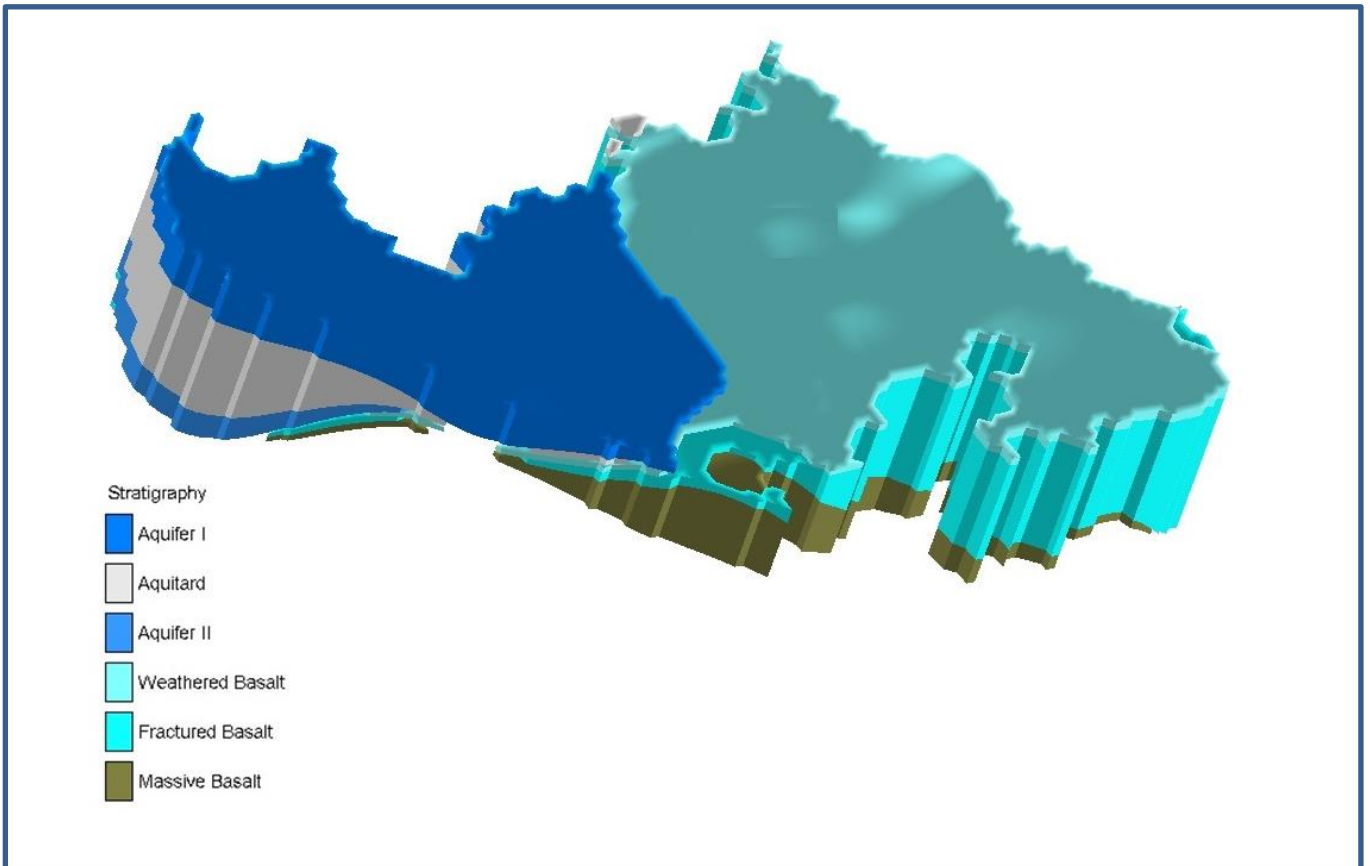 Stratigraphy
Aquifer I
Aquitard
Aquifer II
Weathered Basalt
Fractured Basalt
Massive Basalt